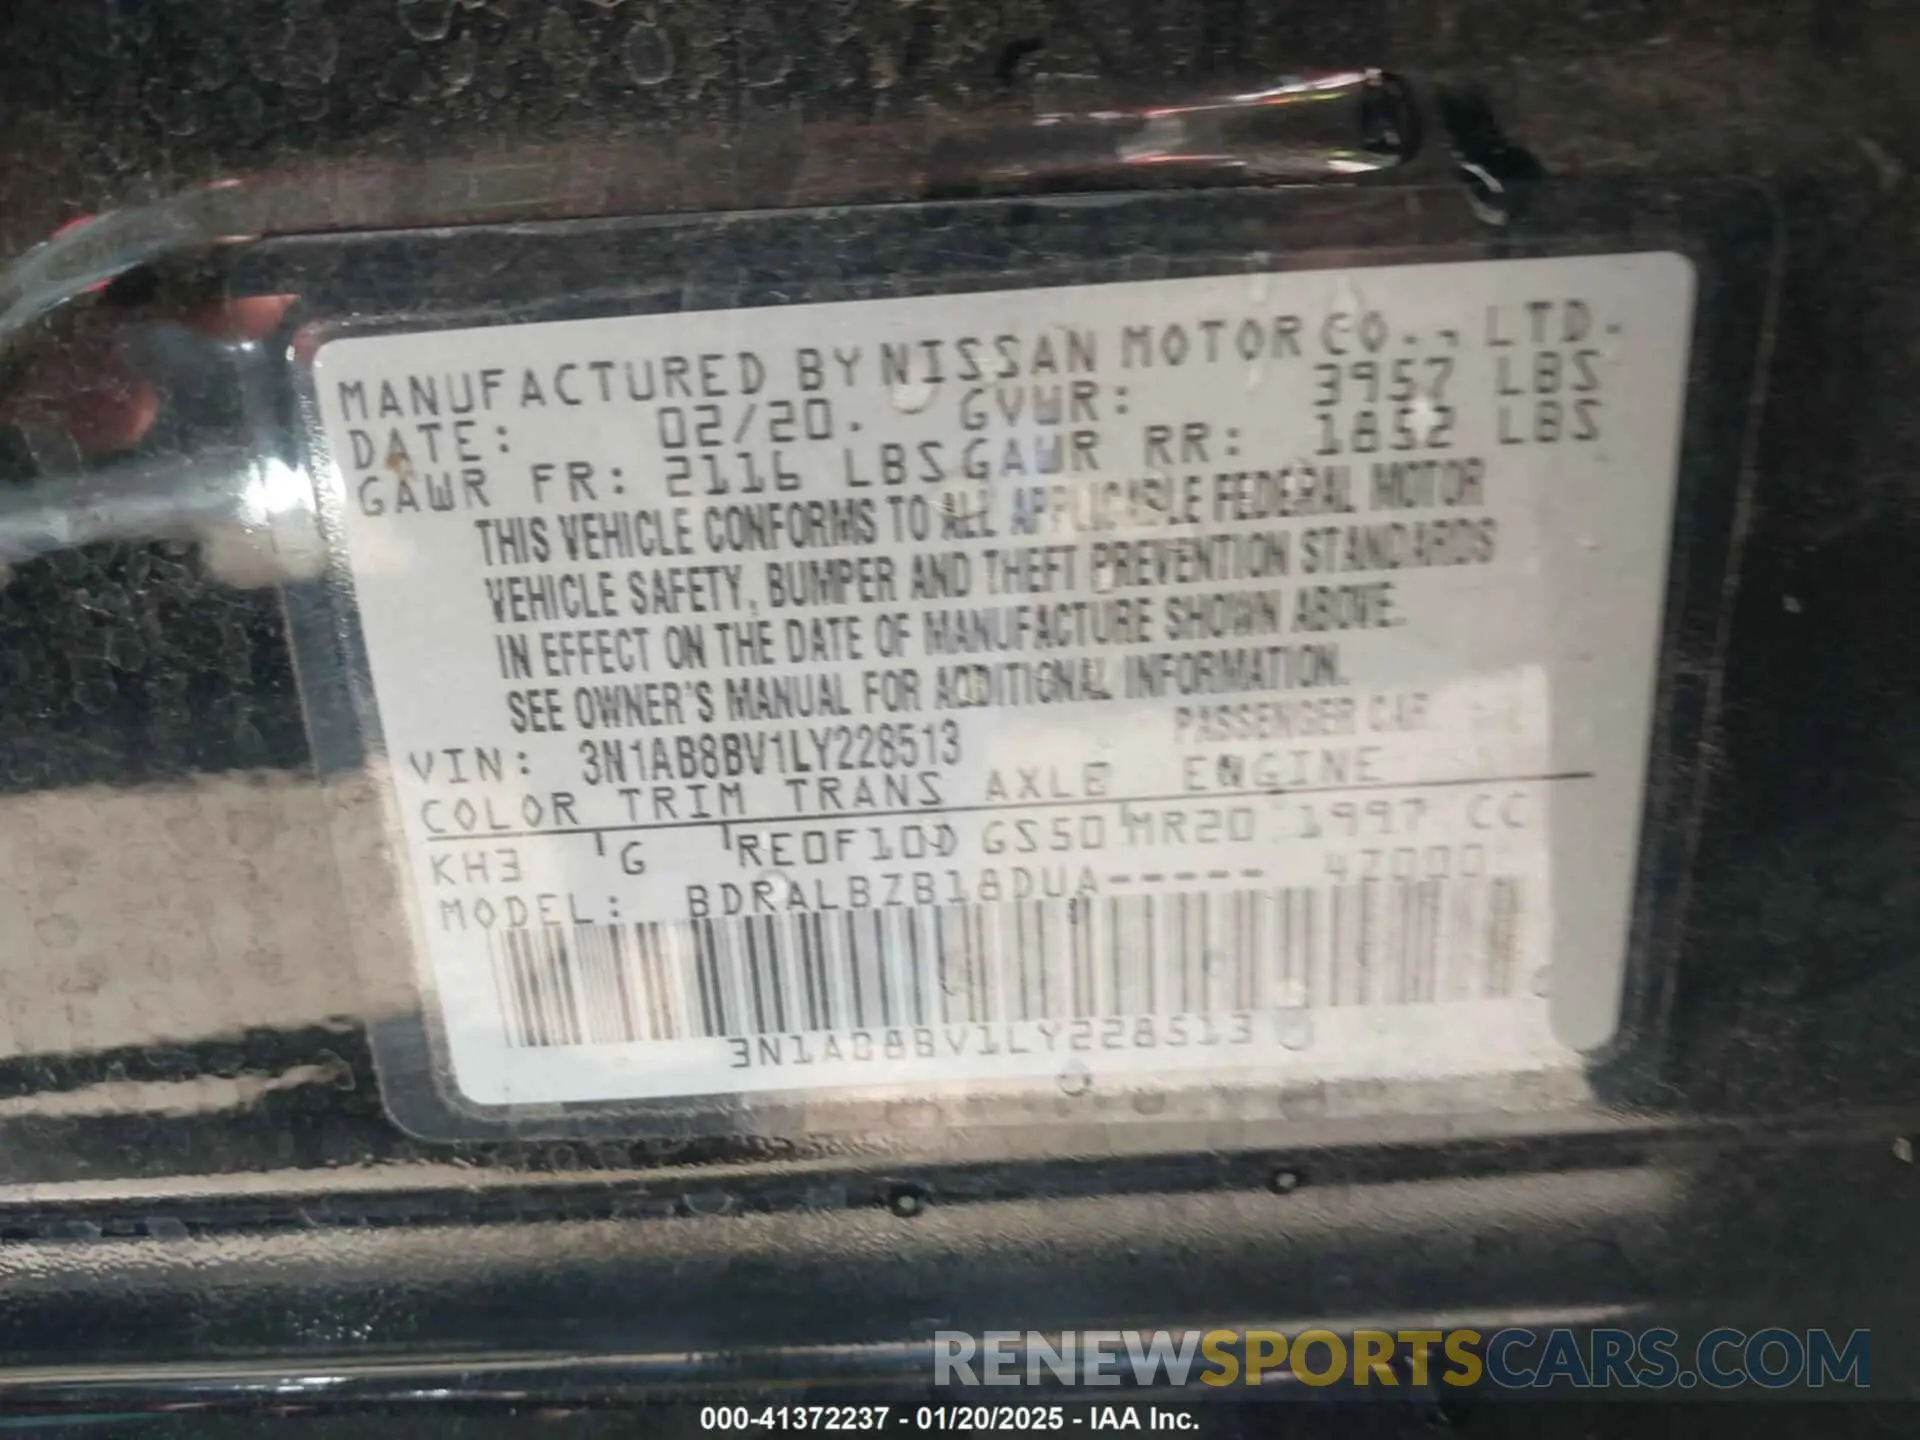 MANUFACTURED BY NISSAN MOTOR CO., LTD.
DATE: 02/20. GVWR: 3957 LBS
GAWR FR: 2116 LBS GAWR RR: 1852 LBS
THIS VEHICLE CONFORMS TO ALL APPLICABLE FEDERAL MOTOR
VEHICLE SAFETY, BUMPER AND THEFT PREVENTION STANDARDS
IN EFFECT ON THE DATE OF MANUFACTURE SHOWN ABOVE.
SEE OWNER'S MANUAL FOR ADDITIONAL INFORMATION.
VIN: 3N1AB8BV1LY228513 PASSENGER CAR
COLOR TRIM TRANS AXLE ENGINE
KH3 G RE0F10D GS50 MR20 1997 CC
MODEL: BDRALBZB18DUA----- 4Z000
3N1AB8BV1LY228513
RENEWSPORTSCARS.COM
000-41372237 - 01/20/2025 - IAA Inc.